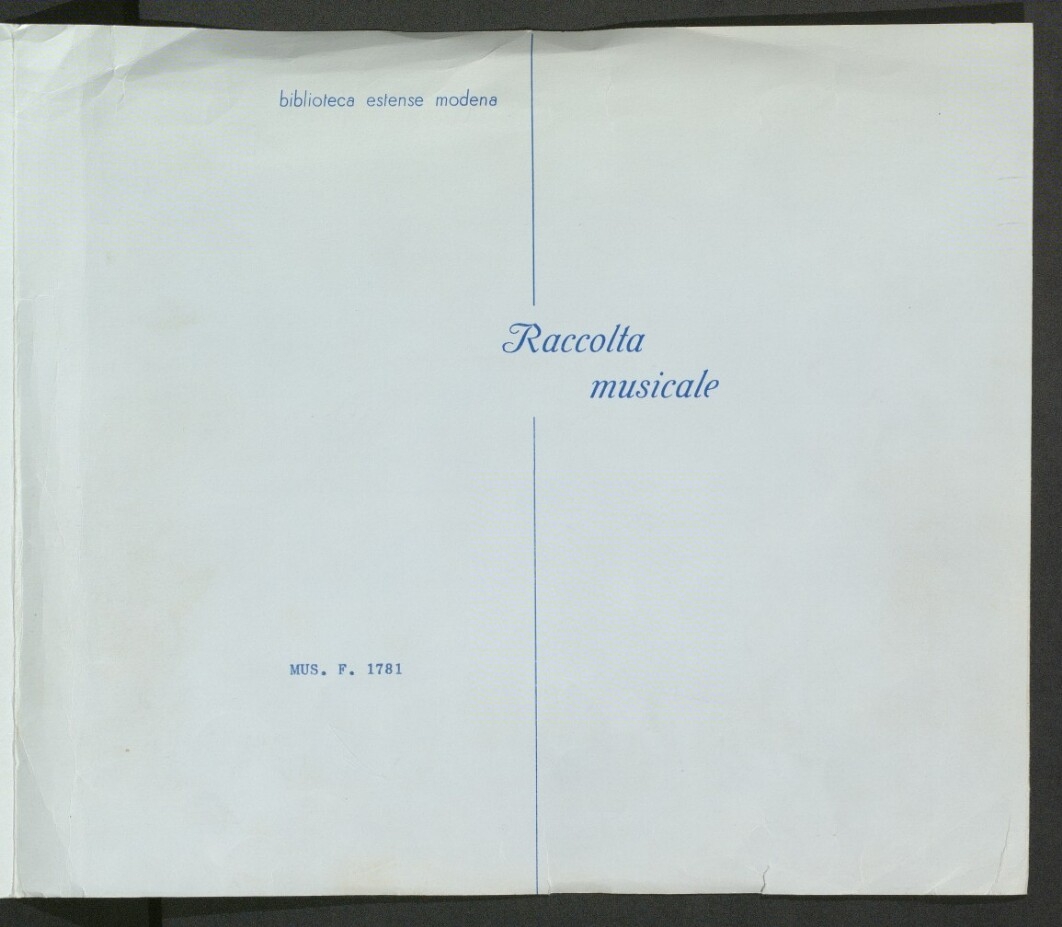 biblioteca estense modena
Raccolta
musicale
MUS. F. 1781